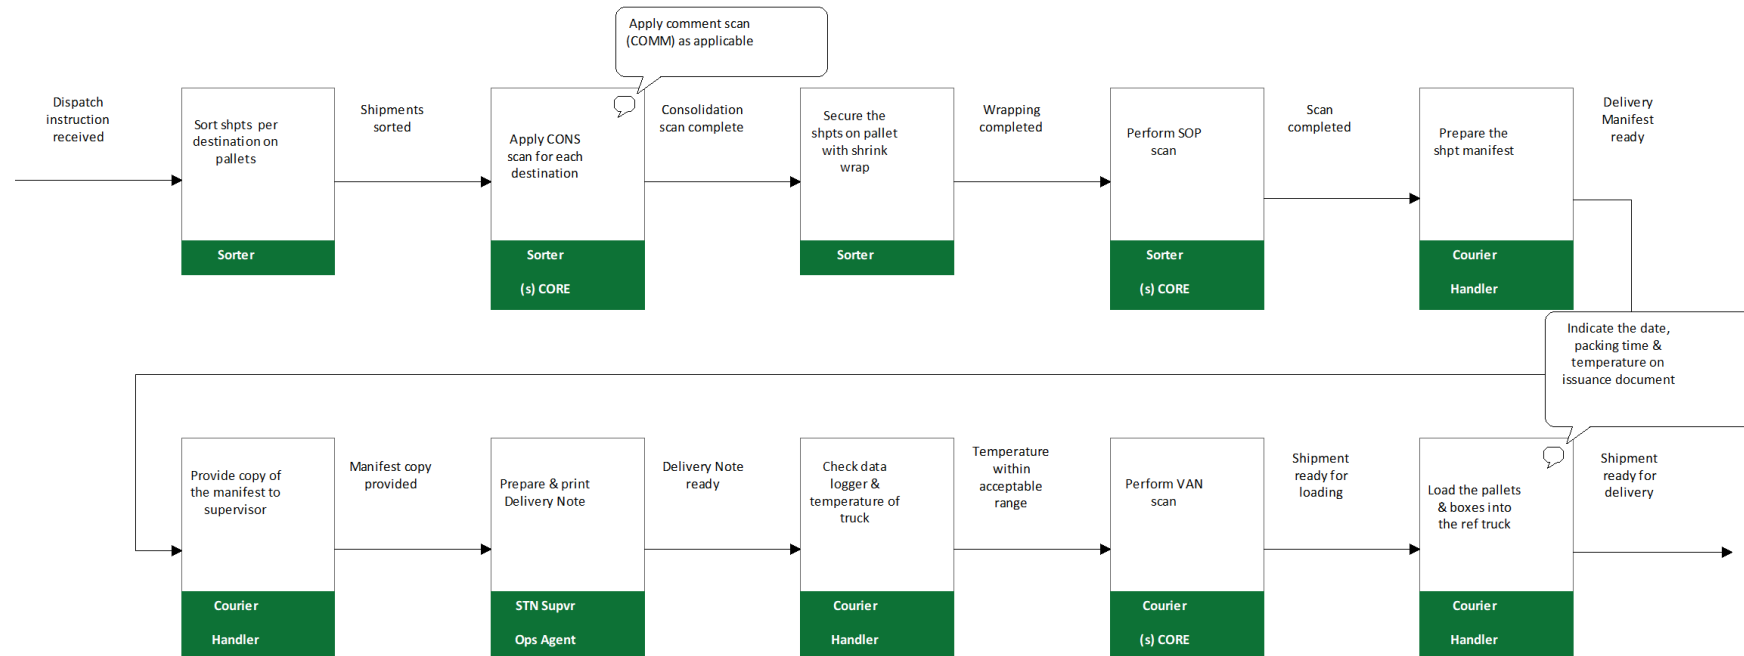 Apply comment scan
(COMM) as applicable
Dispatch
instruction
received
Sort shpts per
destination on
pallets
Sorter
Shipments
sorted
Apply CONS
scan for each
destination
Sorter
(s) CORE
Consolidation
scan complete
Secure the
shpts on pallet
with shrink
wrap
Sorter
Wrapping
completed
Perform SOP
scan
Sorter
(s) CORE
Scan
completed
Prepare the
shpt manifest
Courier
Handler
Delivery
Manifest
ready
Indicate the date,
packing time &
temperature on
issuance document
Provide copy of
the manifest to
supervisor
Courier
Handler
Manifest copy
provided
Prepare & print
Delivery Note
STN Supvr
Ops Agent
Delivery Note
ready
Check data
logger &
temperature of
truck
Courier
Handler
Temperature
within
acceptable
range
Perform VAN
scan
Courier
(s) CORE
Shipment
ready for
loading
Load the pallets
& boxes into
the ref truck
Courier
Handler
Shipment
ready for
delivery